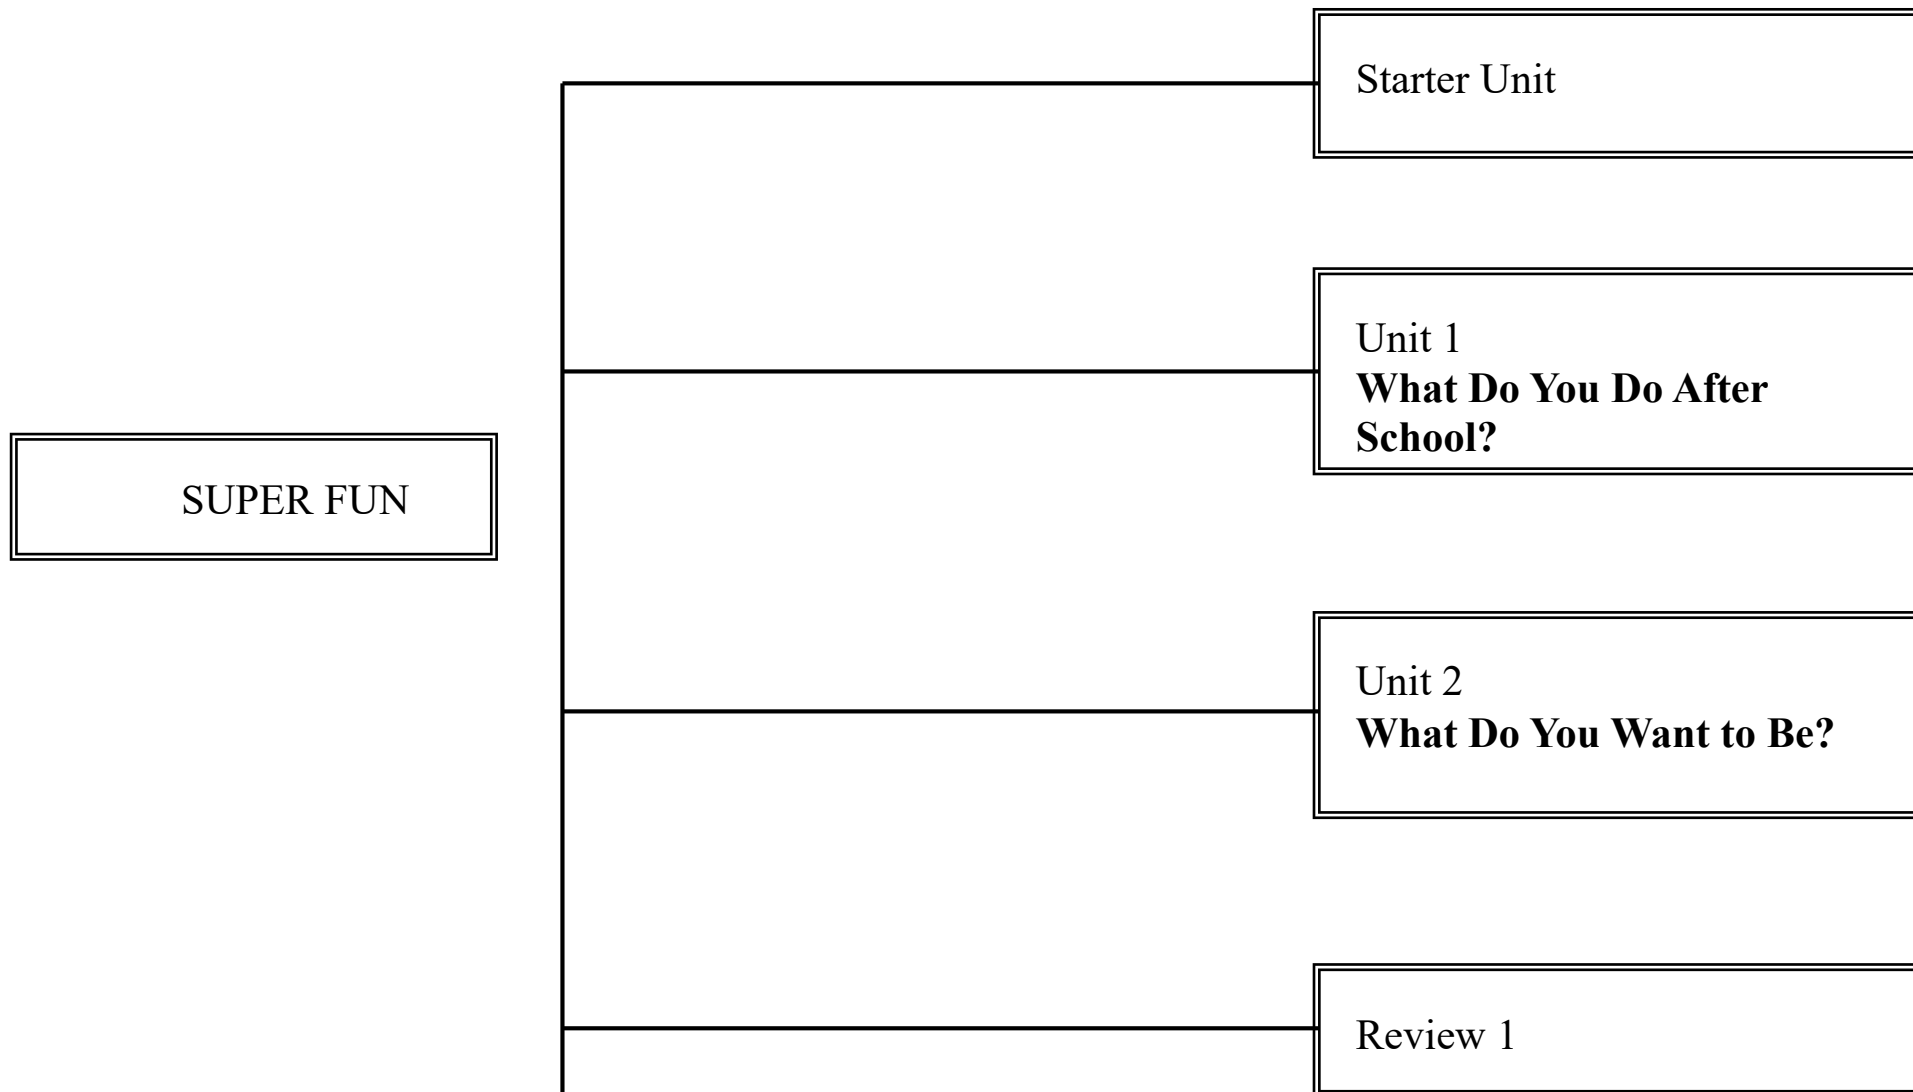 Starter Unit
Unit 1
What Do You Do After
School?
SUPER FUN
Unit 2
What Do You Want to Be?
Review 1